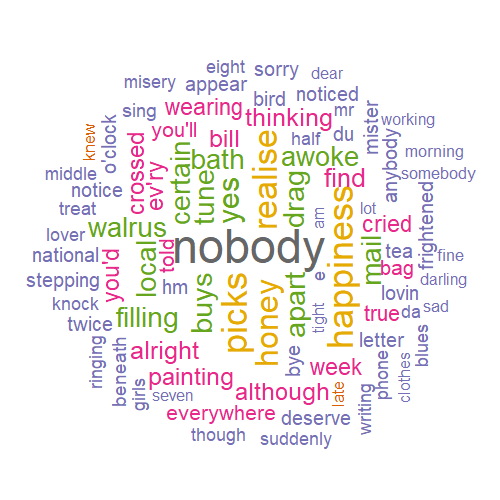 eight
sorry
dear
misery
appear
bird
noticed
sing
wearing
thinking
mr
mister
working
knew
o'clock
crossed
you'll
bill
half
du
anybody
morning
middle
ev'ry
certain
bath
realise
awoke
find
somebody
notice
tune
yes
drag
treat
walrus
am
lot
cried
frightened
lover
told
nobody
happiness
mail
tea
fine
national
you'd
local
hm
e
bag
darling
stepping
buys
picks
honey
apart
lovin
knock
filling
tight
true
da
sad
twice
bye
letter
blues
ringing
beneath
alright
week
phone
girls
painting
although
late
writing
clothes
seven
everywhere
deserve
though
suddenly